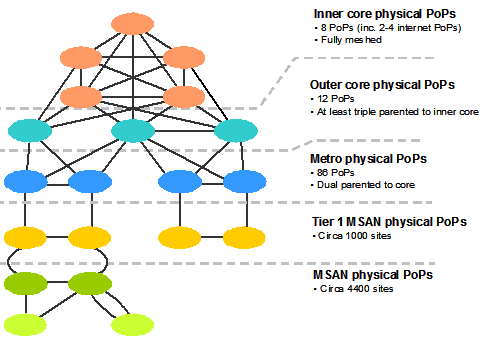 Inner core physical PoPs
• 8 PoPs (inc. 2-4 internet PoPs)
• Fully meshed
Outer core physical PoPs
• 12 PoPs
• At least triple parented to inner core
Metro physical PoPs
• 86 PoPs
• Dual parented to core
Tier 1 MSAN physical PoPs
• Circa 1000 sites
MSAN physical PoPs
• Circa 4400 sites